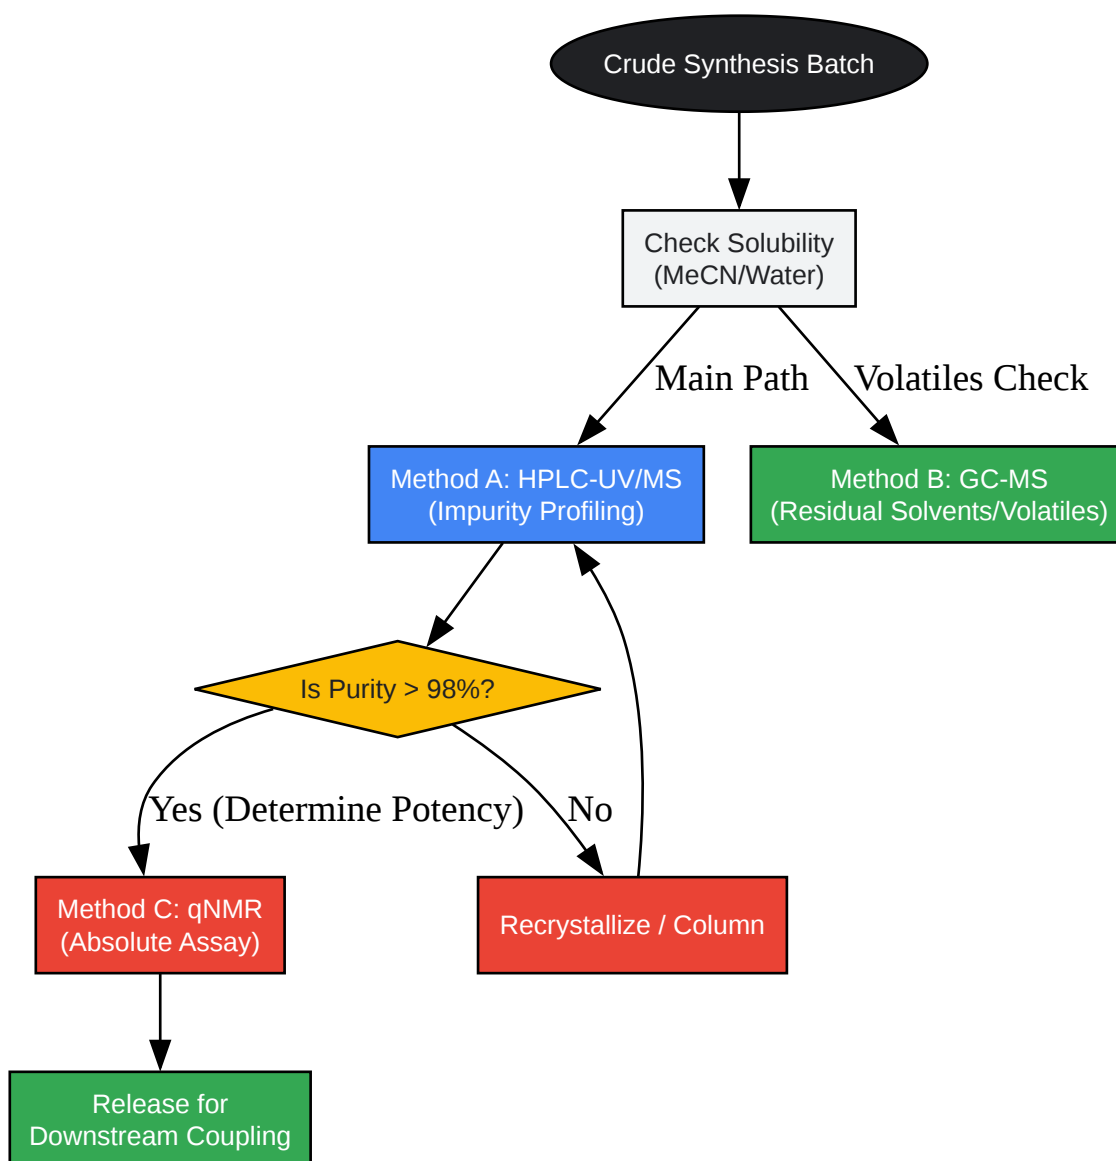 Crude Synthesis Batch
Check Solubility
(MeCN/Water)
Main Path
Volatiles Check
Method A: HPLC-UV/MS
(Impurity Profiling)
Method B: GC-MS
(Residual Solvents/Volatiles)
Is Purity > 98%?
Yes (Determine Potency)
No
Method C: qNMR
(Absolute Assay)
Recrystallize / Column
Release for
Downstream Coupling